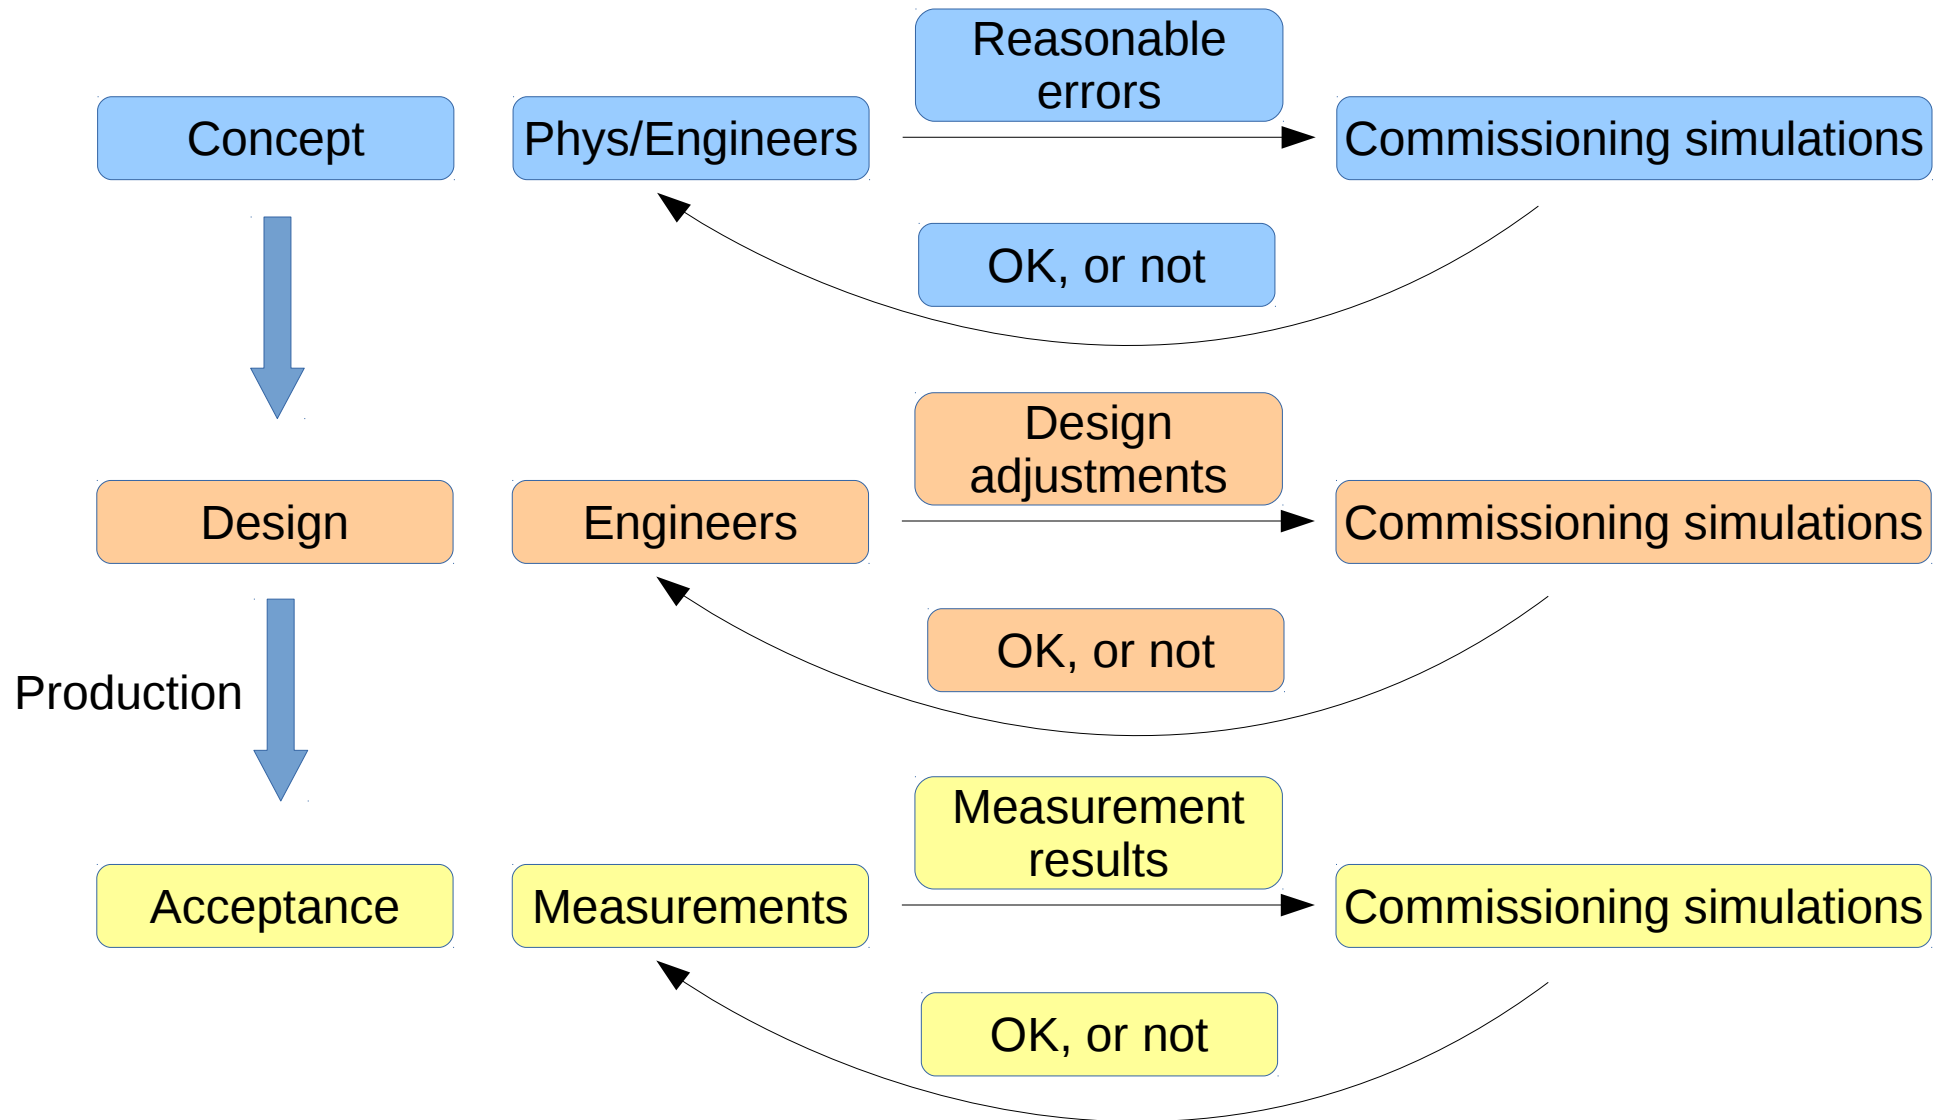 Reasonable
errors
Concept
Phys/Engineers
Commissioning simulations
OK, or not
Design
adjustments
Design
Engineers
Commissioning simulations
OK, or not
Production
Measurement
results
Acceptance
Measurements
Commissioning simulations
OK, or not